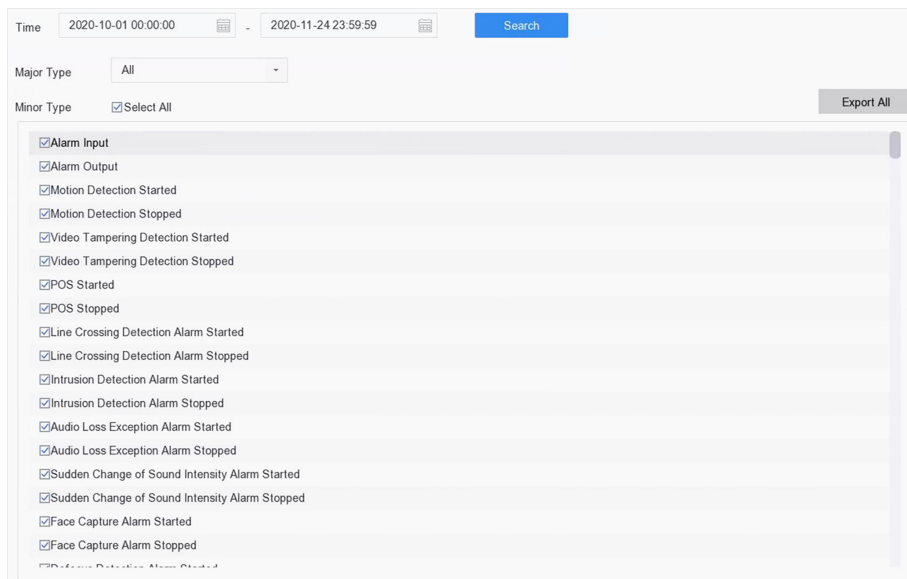 Time 2020-10-01 00:00:00 - 2020-11-24 23:59:59 Search
Major Type All
Minor Type Select All
Export All
Alarm Input
Alarm Output
Motion Detection Started
Motion Detection Stopped
Video Tampering Detection Started
Video Tampering Detection Stopped
POS Started
POS Stopped
Line Crossing Detection Alarm Started
Line Crossing Detection Alarm Stopped
Intrusion Detection Alarm Started
Intrusion Detection Alarm Stopped
Audio Loss Exception Alarm Started
Audio Loss Exception Alarm Stopped
Sudden Change of Sound Intensity Alarm Started
Sudden Change of Sound Intensity Alarm Stopped
Face Capture Alarm Started
Face Capture Alarm Stopped
Defocus Detection Alarm Started